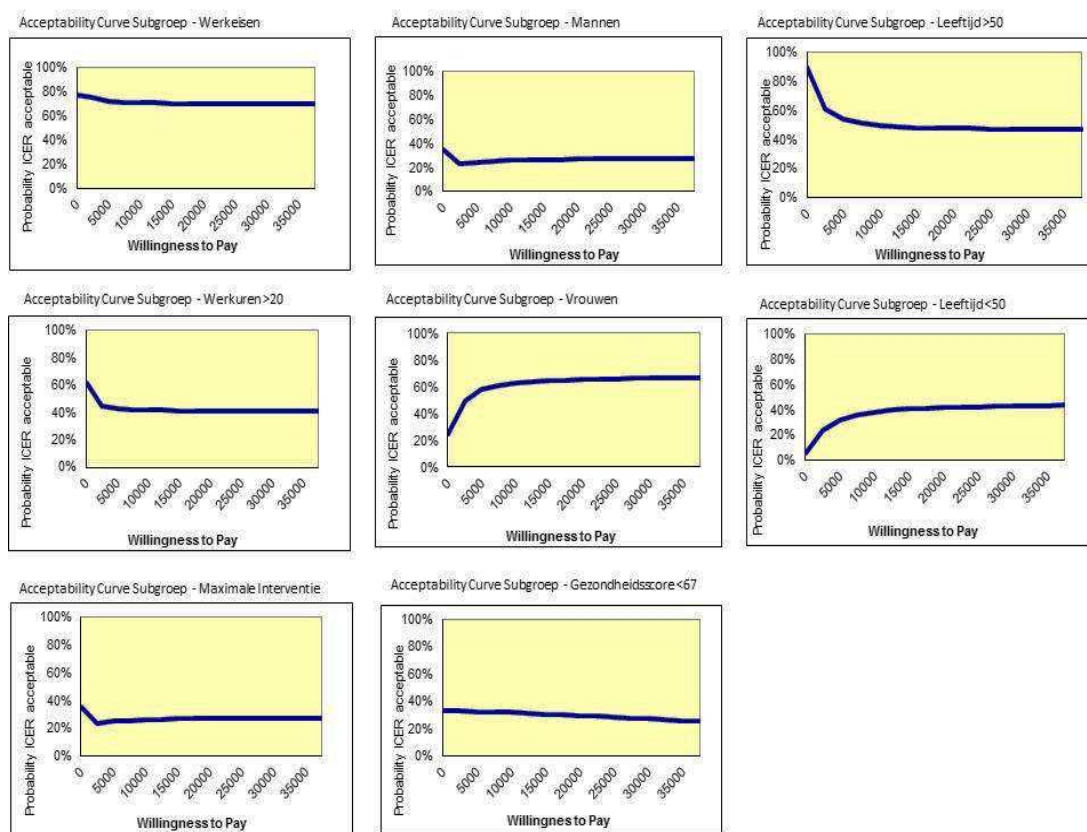 Acceptability Curve Subgroep - Werkeisen
Probability ICER acceptable
100%
80%
60%
40%
20%
0%
0 5000 10000 15000 20000 25000 30000 35000
Willingness to Pay
Acceptability Curve Subgroep - Mannen
Probability ICER acceptable
100%
80%
60%
40%
20%
0%
0 5000 10000 15000 20000 25000 30000 35000
Willingness to Pay
Acceptability Curve Subgroep - Leeftijd>50
Probability ICER acceptable
100%
80%
60%
40%
20%
0%
0 5000 10000 15000 20000 25000 30000 35000
Willingness to Pay
Acceptability Curve Subgroep - Werkuren>20
Probability ICER acceptable
100%
80%
60%
40%
20%
0%
0 5000 10000 15000 20000 25000 30000 35000
Willingness to Pay
Acceptability Curve Subgroep - Vrouwen
Probability ICER acceptable
100%
80%
60%
40%
20%
0%
0 5000 10000 15000 20000 25000 30000 35000
Willingness to Pay
Acceptability Curve Subgroep - Leeftijd<50
Probability ICER acceptable
100%
80%
60%
40%
20%
0%
0 5000 10000 15000 20000 25000 30000 35000
Willingness to Pay
Acceptability Curve Subgroep - Maximale Interventie
Probability ICER acceptable
100%
80%
60%
40%
20%
0%
0 5000 10000 15000 20000 25000 30000 35000
Willingness to Pay
Acceptability Curve Subgroep - Gezondheidsscore<67
Probability ICER acceptable
100%
80%
60%
40%
20%
0%
0 5000 10000 15000 20000 25000 30000 35000
Willingness to Pay